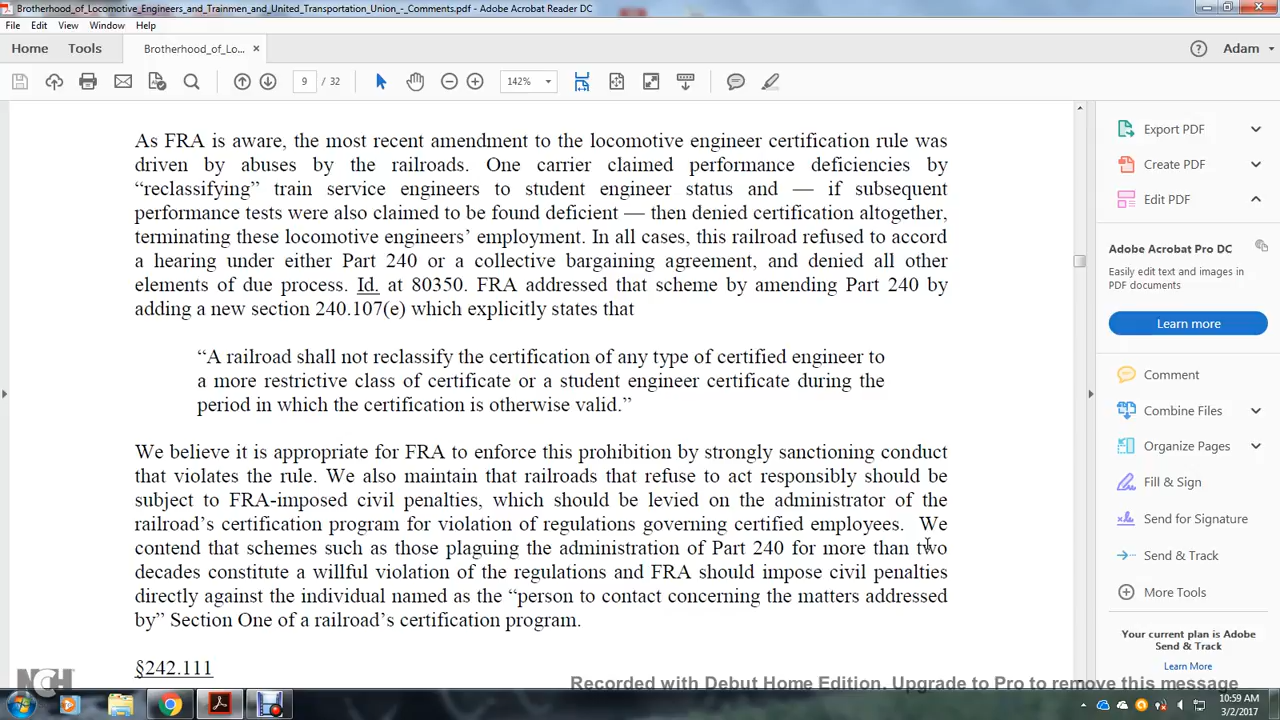 Brotherhood_of_Locomotive_Engineers_and_Trainmen_and_United_Transportation_Union_-_Comments.pdf - Adobe Acrobat Reader DC
File Edit View Window Help
Home Tools Brotherhood_of_Lo... × Adam
9 / 32 142%
As FRA is aware, the most recent amendment to the locomotive engineer certification rule was
driven by abuses by the railroads. One carrier claimed performance deficiencies by
“reclassifying” train service engineers to student engineer status and — if subsequent
performance tests were also claimed to be found deficient — then denied certification altogether,
terminating these locomotive engineers’ employment. In all cases, this railroad refused to accord
a hearing under either Part 240 or a collective bargaining agreement, and denied all other
elements of due process. Id. at 80350. FRA addressed that scheme by amending Part 240 by
adding a new section 240.107(e) which explicitly states that
“A railroad shall not reclassify the certification of any type of certified engineer to
a more restrictive class of certificate or a student engineer certificate during the
period in which the certification is otherwise valid.”
We believe it is appropriate for FRA to enforce this prohibition by strongly sanctioning conduct
that violates the rule. We also maintain that railroads that refuse to act responsibly should be
subject to FRA-imposed civil penalties, which should be levied on the administrator of the
railroad’s certification program for violation of regulations governing certified employees. We
contend that schemes such as those plaguing the administration of Part 240 for more than two
decades constitute a willful violation of the regulations and FRA should impose civil penalties
directly against the individual named as the “person to contact concerning the matters addressed
by” Section One of a railroad’s certification program.
§242.111
Export PDF
Create PDF
Edit PDF
Adobe Acrobat Pro DC
Easily edit text and images in
PDF documents
Learn more
Comment
Combine Files
Organize Pages
Fill & Sign
Send for Signature
Send & Track
More Tools
Your current plan is Adobe
Send & Track
Learn More
NCH
Recorded with Debut Home Edition. Upgrade to Pro to remove this message
10:59 AM
3/2/2017